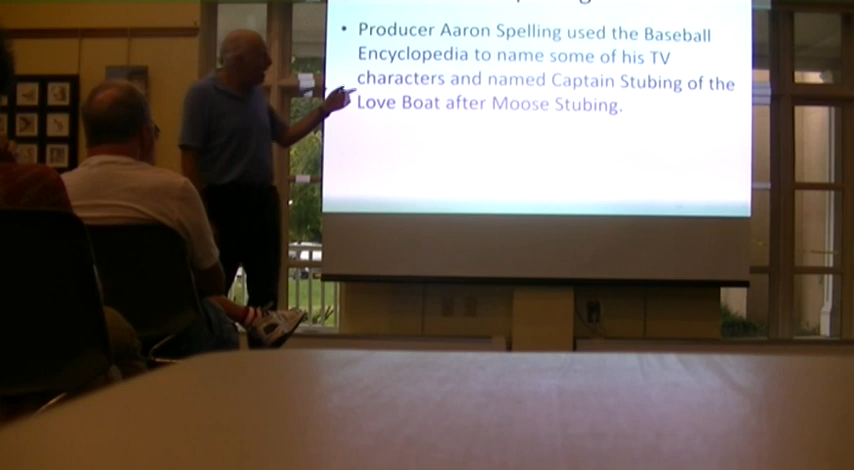 • Producer Aaron Spelling used the Baseball
Encyclopedia to name some of his TV
characters and named Captain Stubing of the
Love Boat after Moose Stubing.